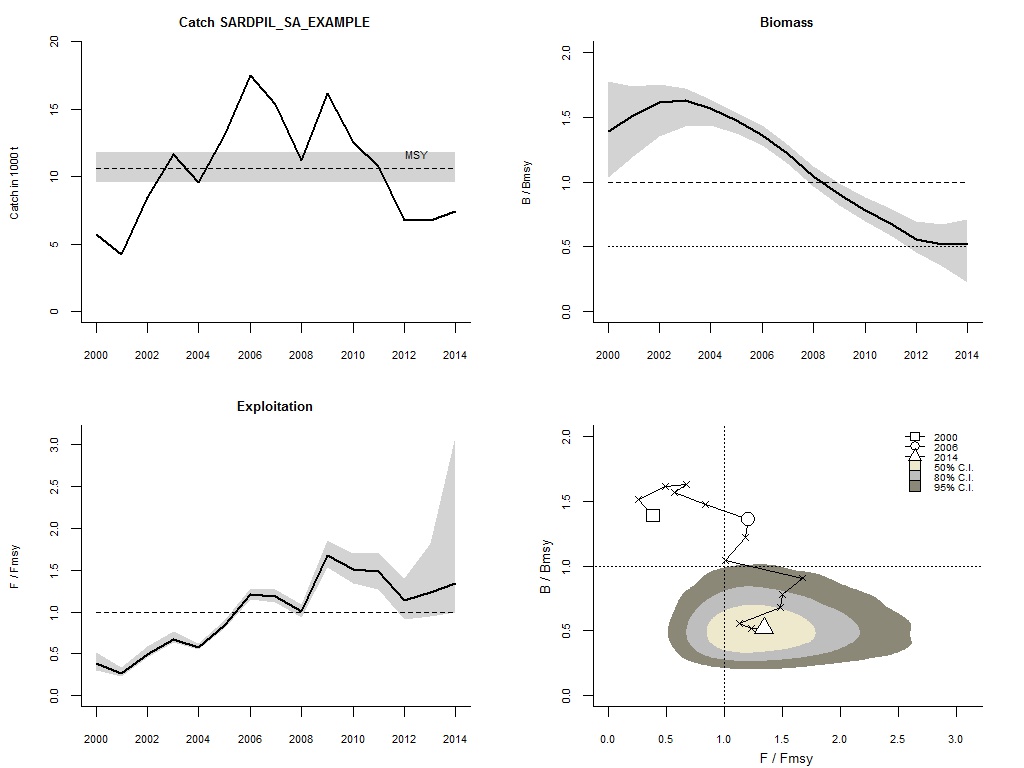 Catch SARDPIL_SA_EXAMPLE
Catch in 1000 t
20
15
10
5
0
MSY
2000 2002 2004 2006 2008 2010 2012 2014
Biomass
B / Bmsy
2.0
1.5
1.0
0.5
0.0
2000 2002 2004 2006 2008 2010 2012 2014
Exploitation
F / Fmsy
3.0
2.5
2.0
1.5
1.0
0.5
0.0
2000 2002 2004 2006 2008 2010 2012 2014
B / Bmsy
2.0
1.5
1.0
0.5
0.0
2000
2006
2014
50% C.I.
80% C.I.
95% C.I.
0.0 0.5 1.0 1.5 2.0 2.5 3.0
F / Fmsy